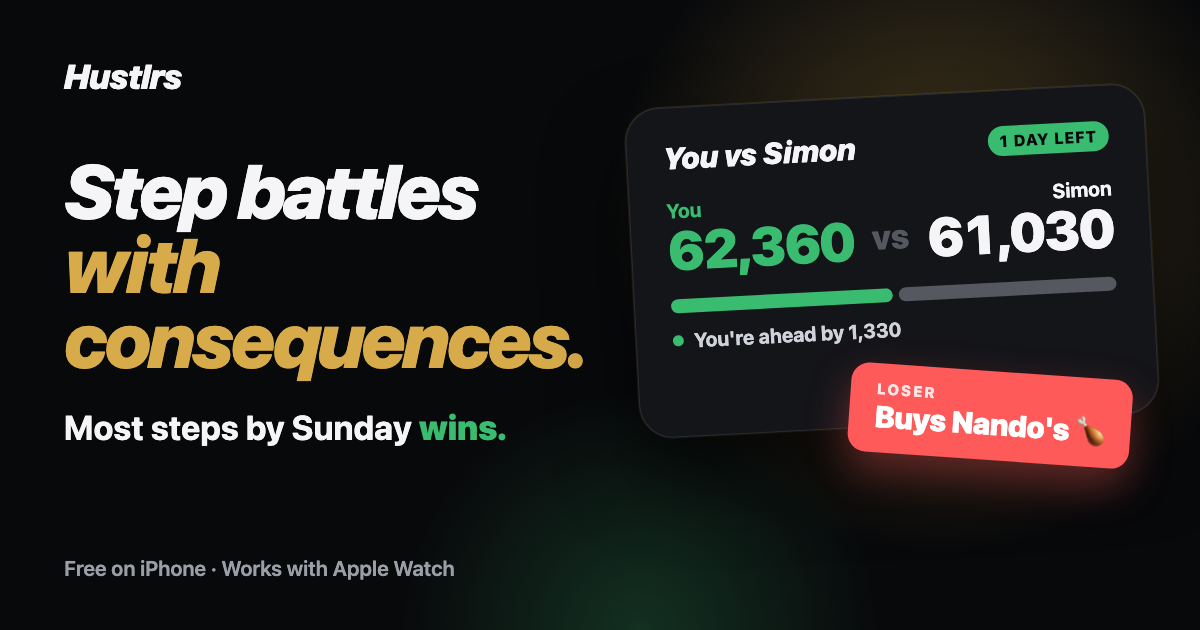 Hustlrs
Step battles
with
consequences.
Most steps by Sunday wins.
Free on iPhone · Works with Apple Watch
You vs Simon
1 DAY LEFT
You
Simon
62,360 vs 61,030
You're ahead by 1,330
LOSER
Buys Nando's 🍗